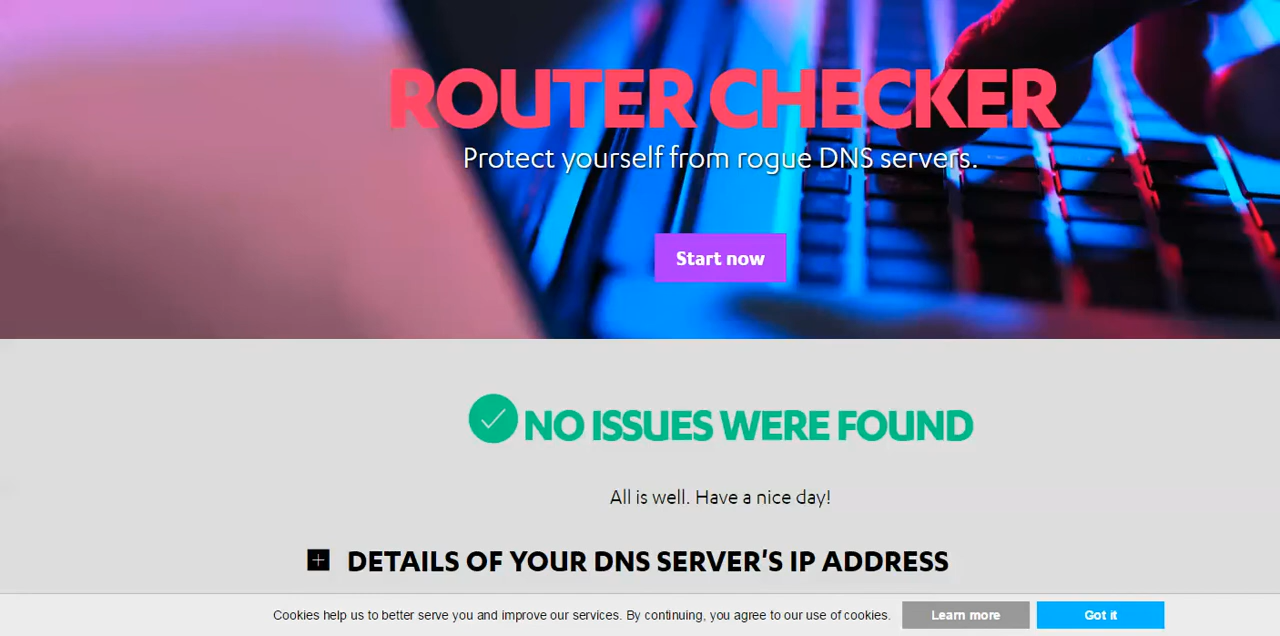 ROUTER CHECKER
Protect yourself from rogue DNS servers.
Start now
NO ISSUES WERE FOUND
All is well. Have a nice day!
DETAILS OF YOUR DNS SERVER'S IP ADDRESS
Cookies help us to better serve you and improve our services. By continuing, you agree to our use of cookies. Learn more Got it